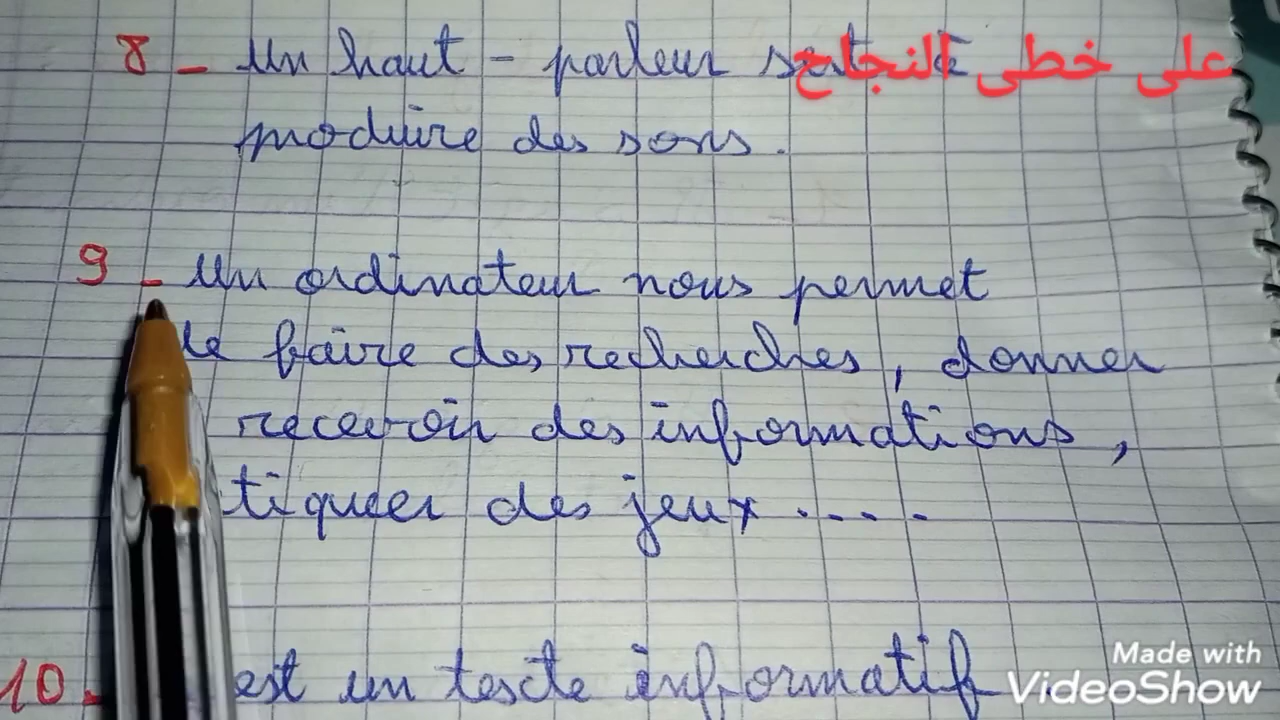 8 - Un haut - parleur sert à على خطى النجاح
produire des sons.
9 - Un ordinateur nous permet
de faire des recherches, donner
recevoir des informations,
tiquer des jeux ....
10. est un texte informatif
Made with
VideoShow